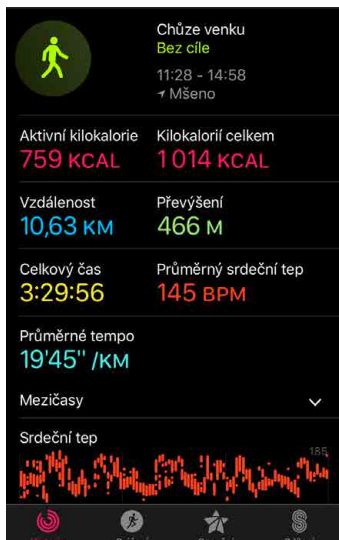 Chůze venku
Bez cíle
11:28 - 14:58
Mšeno
Aktivní kilokalorie Kilokalorií celkem
759 KCAL 1 014 KCAL
Vzdálenost Převýšení
10,63 KM 466 M
Celkový čas Průměrný srdeční tep
3:29:56 145 BPM
Průměrné tempo
19'45'' /KM
Mezičasy
Srdeční tep
185